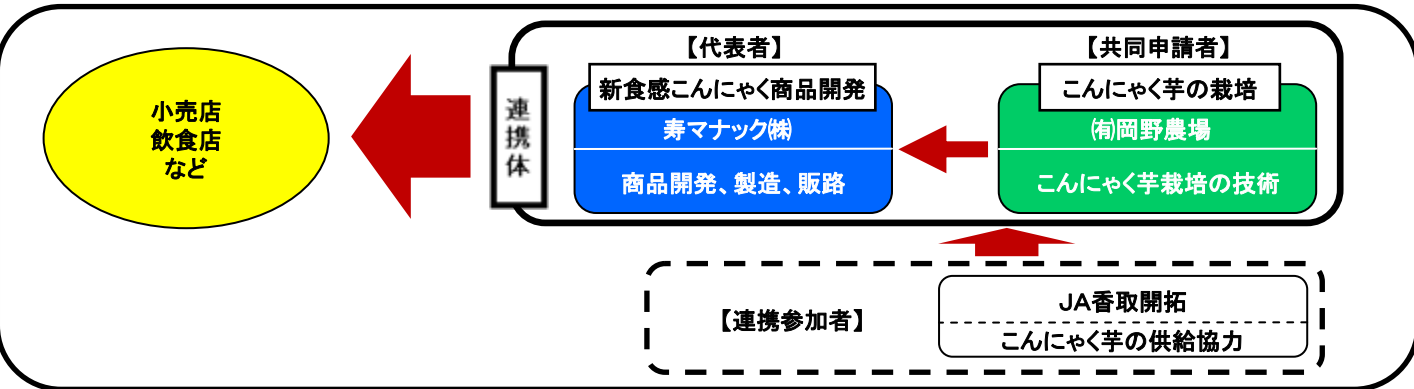 小売店
飲食店
など
連携体
【代表者】
新食感こんにゃく商品開発
寿マナック㈱
商品開発、製造、販路
【共同申請者】
こんにゃく芋の栽培
㈲岡野農場
こんにゃく芋栽培の技術
【連携参加者】
JA香取開拓
こんにゃく芋の供給協力